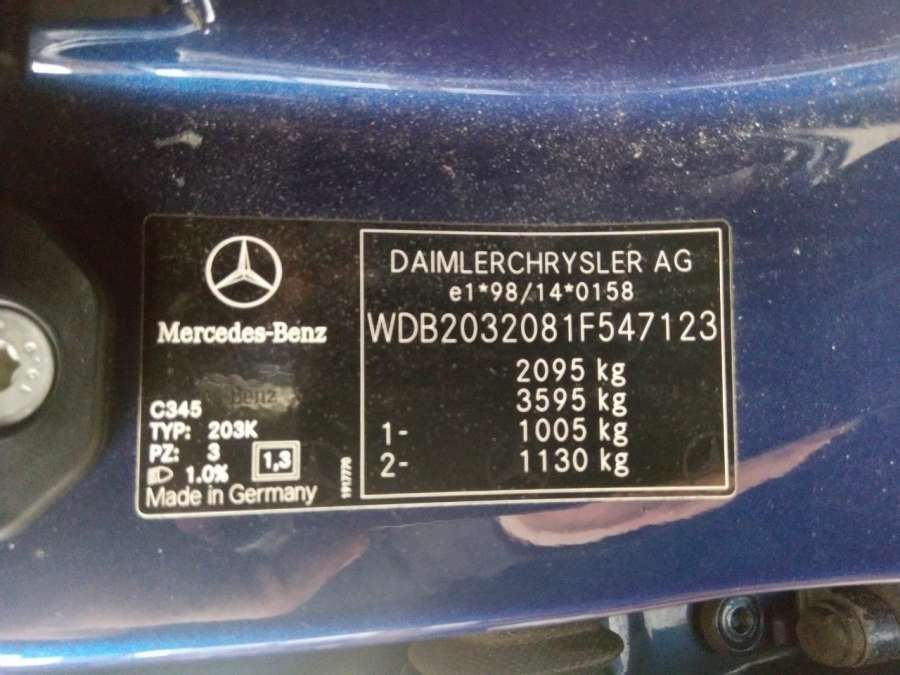 Mercedes-Benz
C345
TYP: 203K
PZ: 3
1.0%
1,3
Made in Germany
1917770
DAIMLERCHRYSLER AG
e1*98/14*0158
WDB2032081F547123
2095 kg
3595 kg
1- 1005 kg
2- 1130 kg